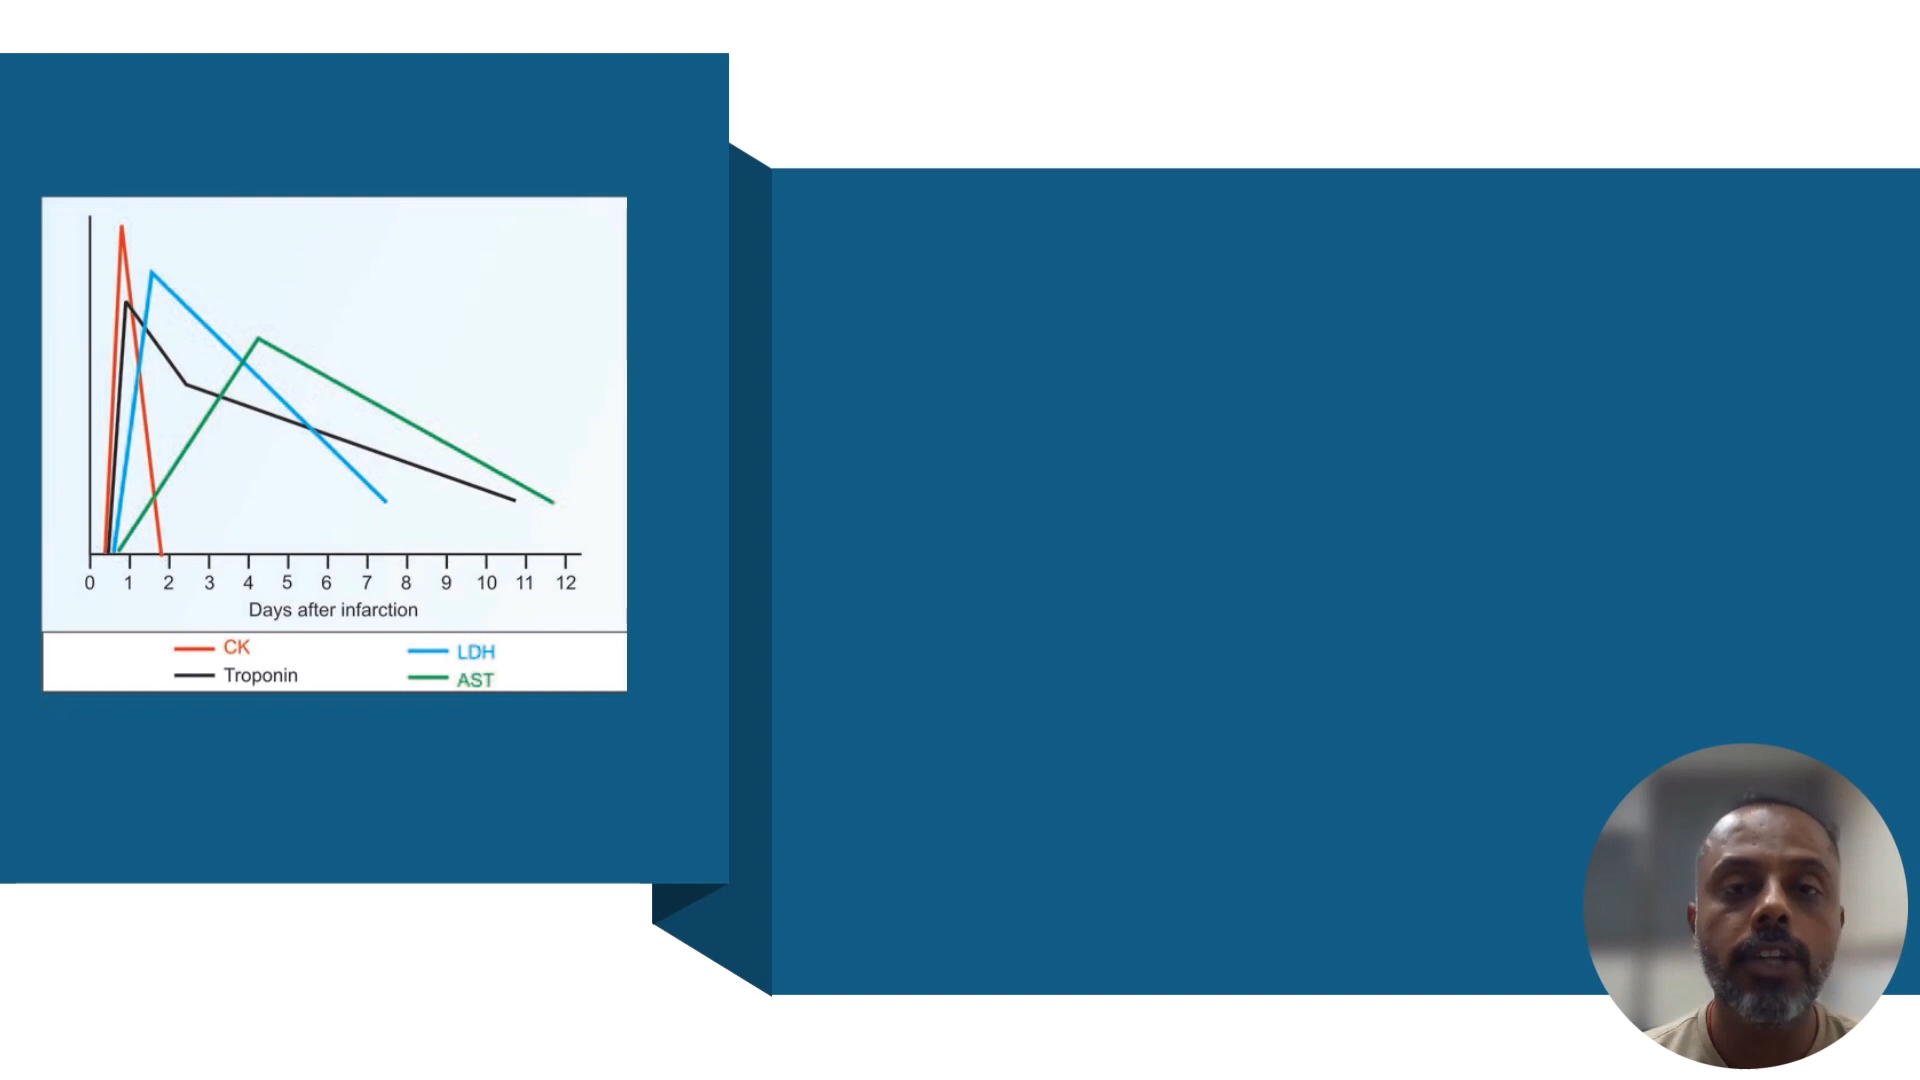 0 1 2 3 4 5 6 7 8 9 10 11 12
Days after infarction
CK
LDH
Troponin
AST